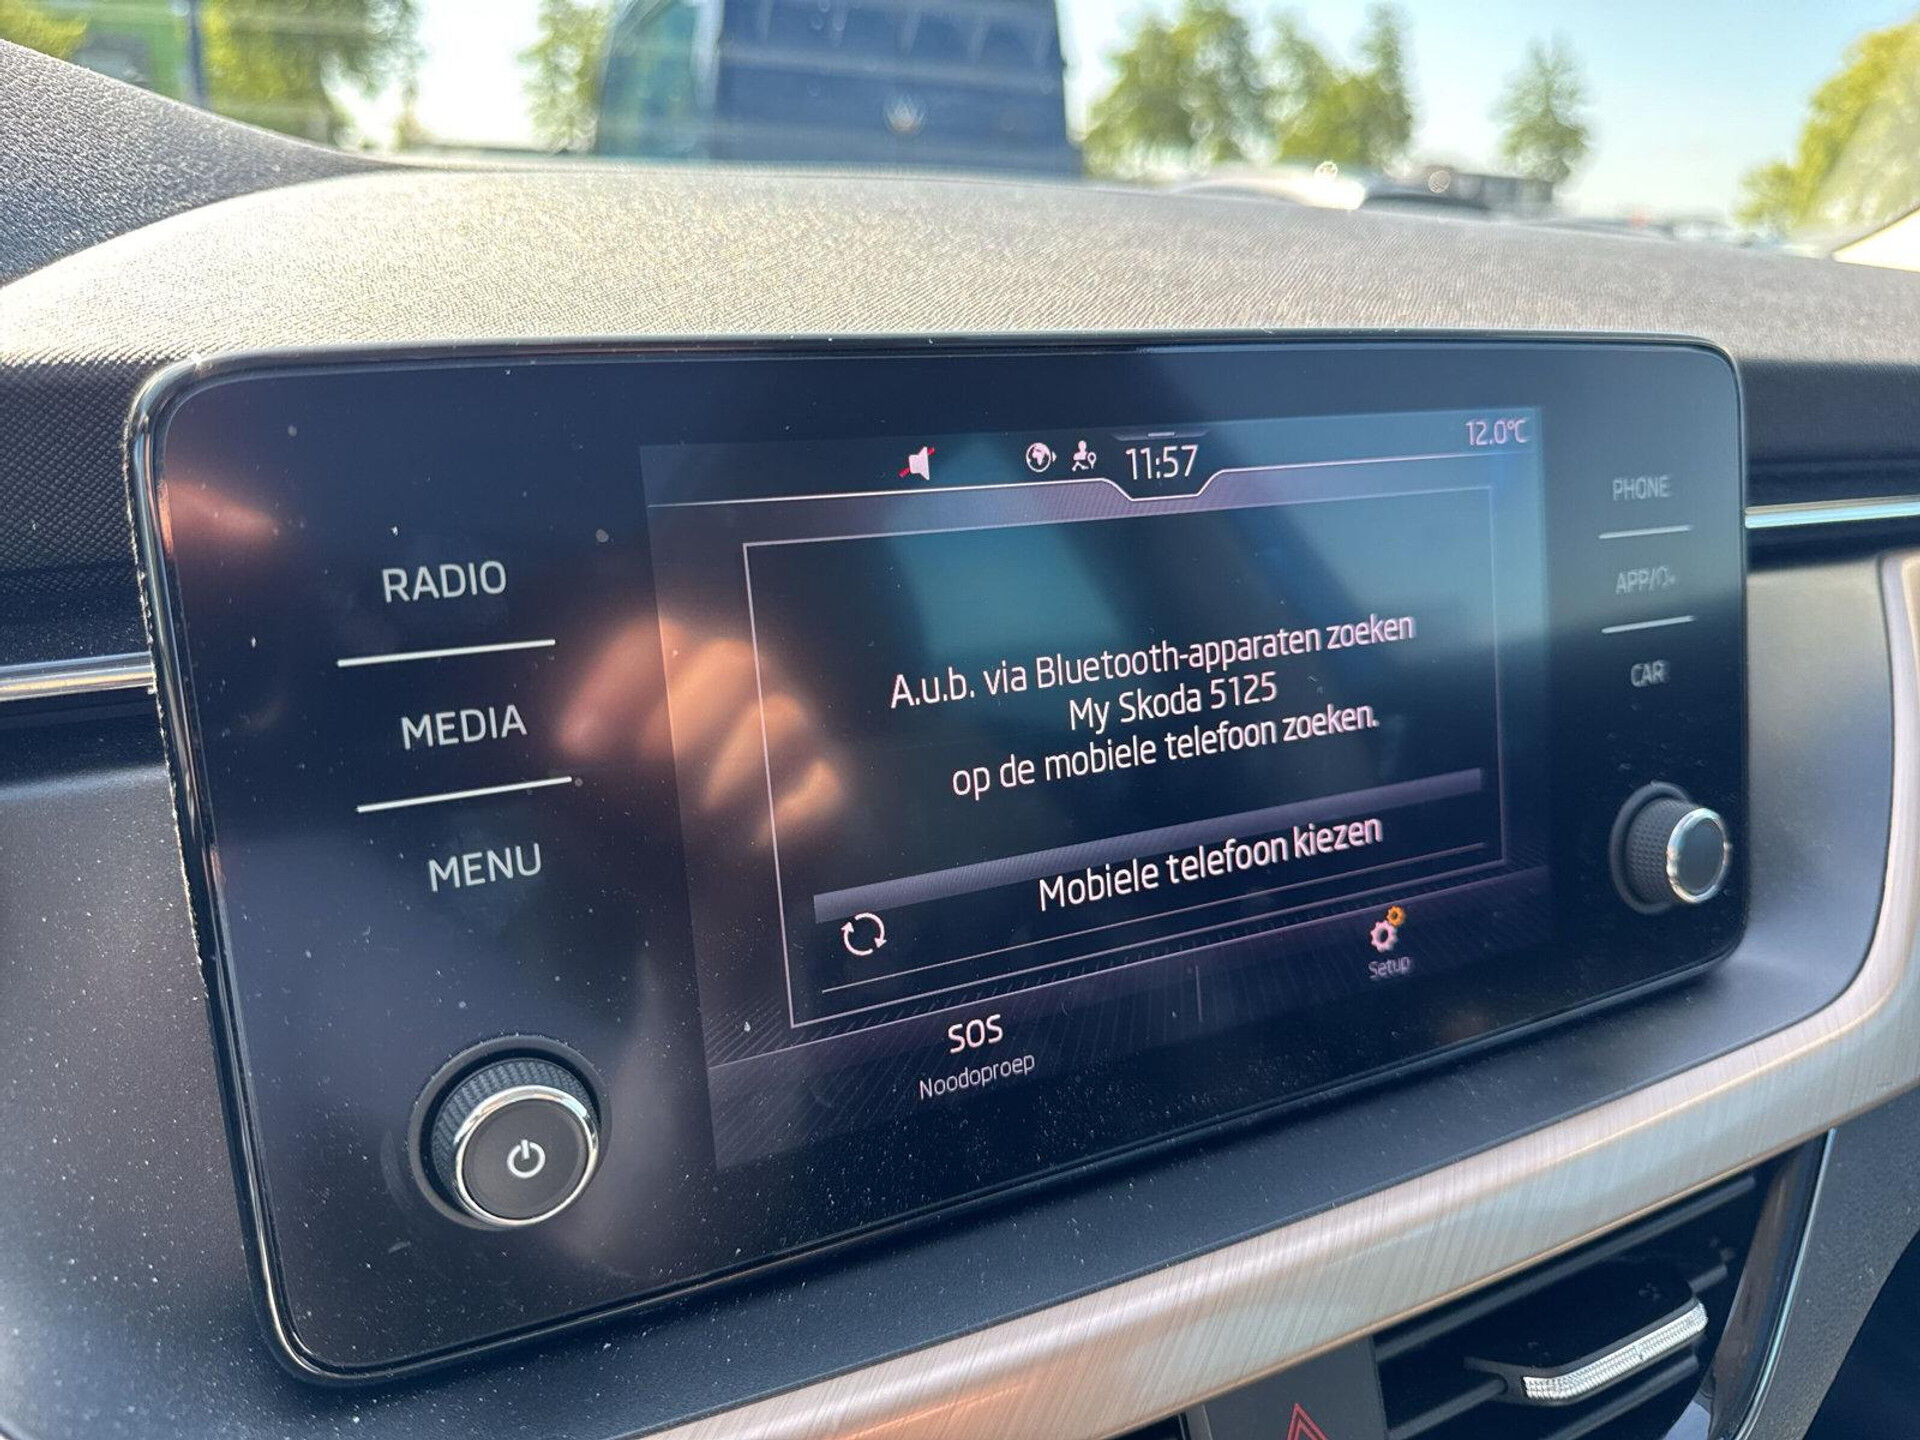 12.0°C
11:57
RADIO
MEDIA
MENU
PHONE
APP/
CAR
A.u.b. via Bluetooth-apparaten zoeken
My Skoda 5125
op de mobiele telefoon zoeken.
Mobiele telefoon kiezen
SOS
Noodoproep
Setup